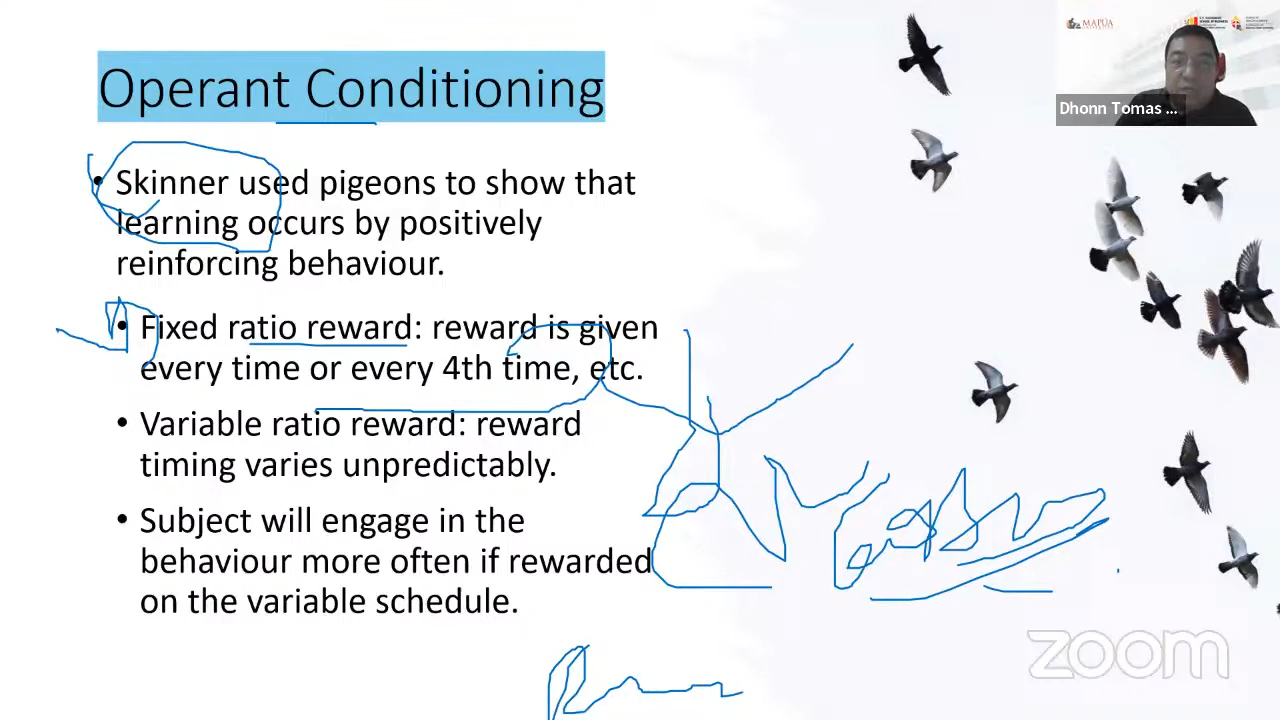 MAPÚA
UNIVERSITY
Dhonn Tomas ...
Operant Conditioning
• Skinner used pigeons to show that
learning occurs by positively
reinforcing behaviour.
• Fixed ratio reward: reward is given
every time or every 4th time, etc.
• Variable ratio reward: reward
timing varies unpredictably.
• Subject will engage in the
behaviour more often if rewarded
on the variable schedule.
zoom